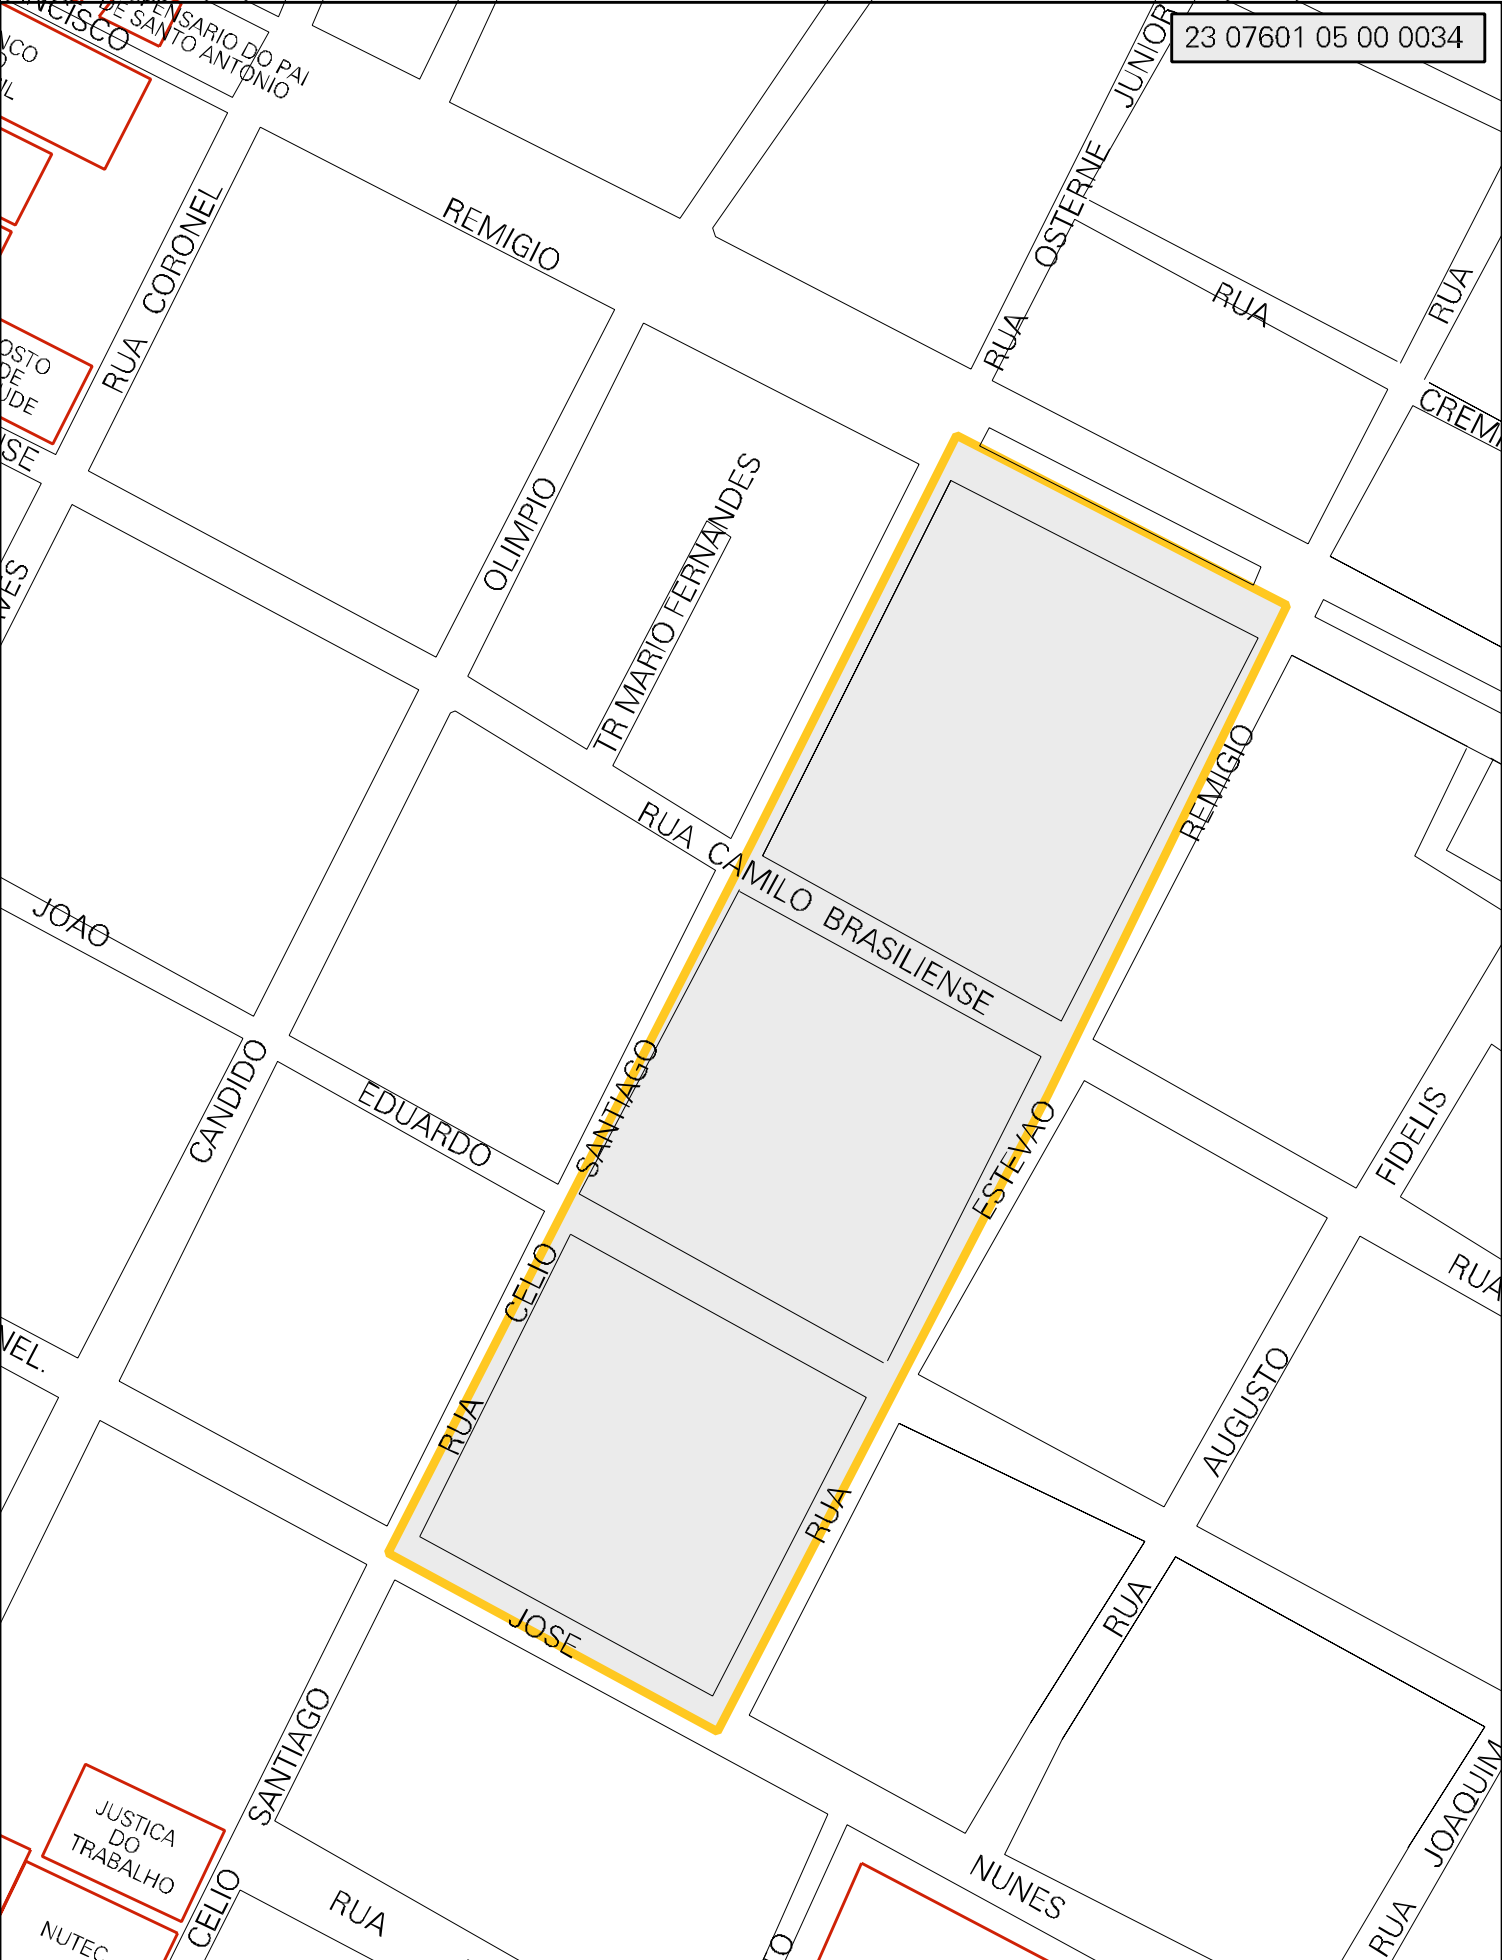 23 07601 05 00 0034
DE SANTO ANTONIO
DO PAI
JUNIOR
OSTERNE
RUA
REMIGIO
CORONEL
RUA
RUA
RUA
OLIMPIO
TR MARIO FERNANDES
RUA CAMILO BRASILIENSE
REMIGIO
JOAO
CANDIDO
EDUARDO
SANTIAGO
CELIO
RUA
ESTEVAO
RUA
FIDELIS
RUA
AUGUSTO
RUA
JOSE
SANTIAGO
CELIO
JUSTICA
DO
TRABALHO
NUTEC
RUA
NUNES
JOAQUIM
RUA